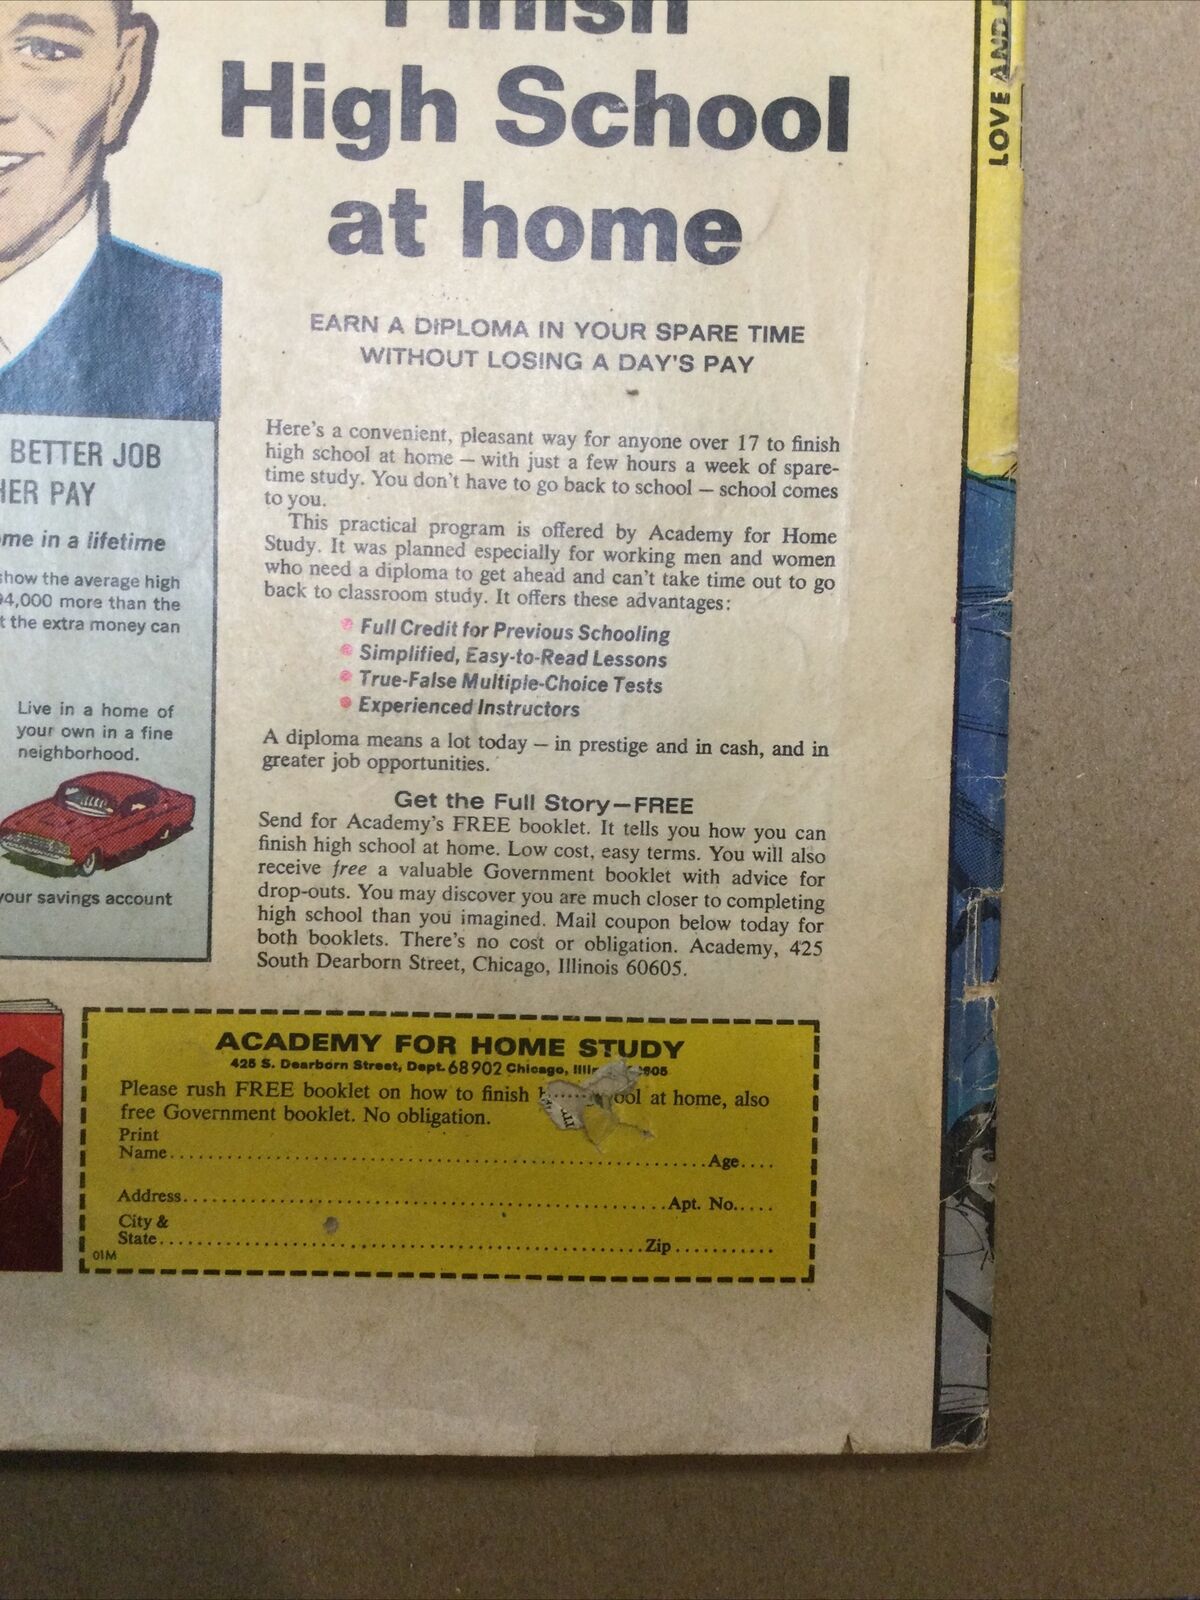 Finish
High School
at home
EARN A DIPLOMA IN YOUR SPARE TIME
WITHOUT LOSING A DAY'S PAY
Here's a convenient, pleasant way for anyone over 17 to finish
high school at home — with just a few hours a week of spare-
time study. You don't have to go back to school — school comes
to you.
This practical program is offered by Academy for Home
Study. It was planned especially for working men and women
who need a diploma to get ahead and can't take time out to go
back to classroom study. It offers these advantages:
• Full Credit for Previous Schooling
• Simplified, Easy-to-Read Lessons
• True-False Multiple-Choice Tests
• Experienced Instructors
A diploma means a lot today — in prestige and in cash, and in
greater job opportunities.
Get the Full Story—FREE
Send for Academy's FREE booklet. It tells you how you can
finish high school at home. Low cost, easy terms. You will also
receive free a valuable Government booklet with advice for
drop-outs. You may discover you are much closer to completing
high school than you imagined. Mail coupon below today for
both booklets. There's no cost or obligation. Academy, 425
South Dearborn Street, Chicago, Illinois 60605.
BETTER JOB
HER PAY
me in a lifetime
show the average high
94,000 more than the
t the extra money can
Live in a home of
your own in a fine
neighborhood.
your savings account
ACADEMY FOR HOME STUDY
425 S. Dearborn Street, Dept. 68902 Chicago,
Please rush FREE booklet on how to finish at home, also
free Government booklet. No obligation.
Print
Name Age
Address Apt. No.
City &
State Zip
01M
LOVE AND